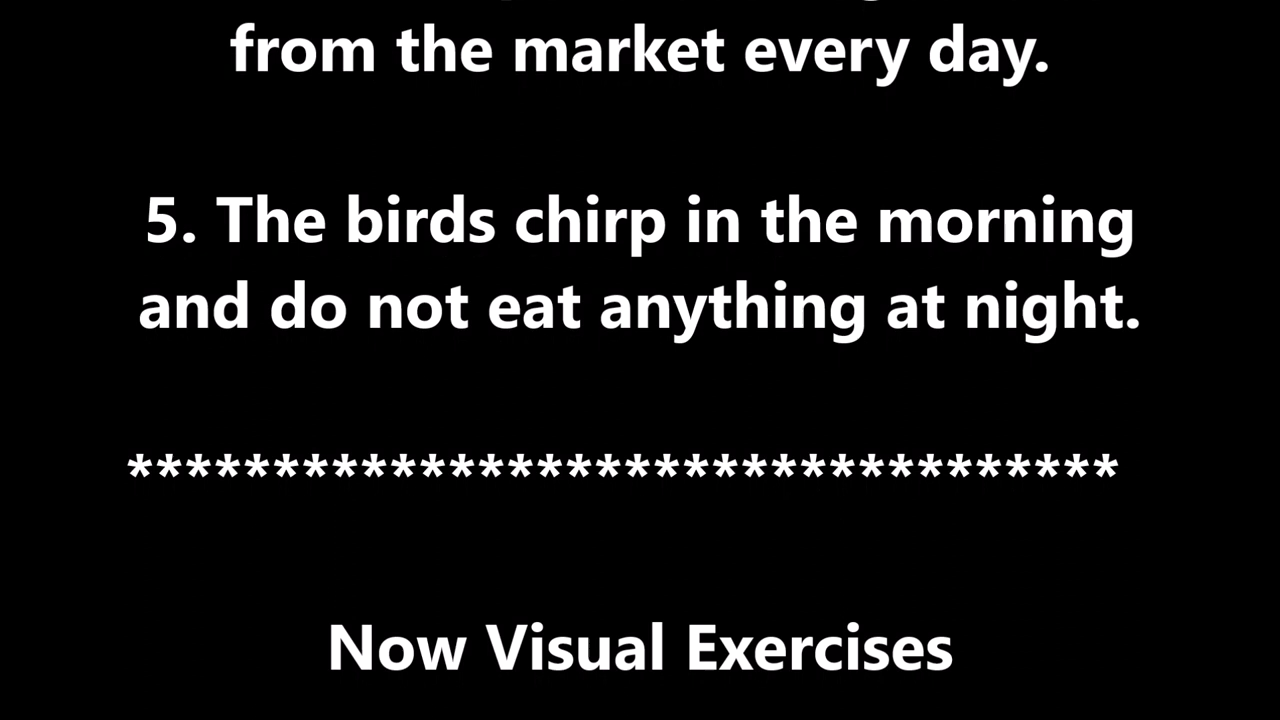 from the market every day.
5. The birds chirp in the morning
and do not eat anything at night.
**********************************
Now Visual Exercises